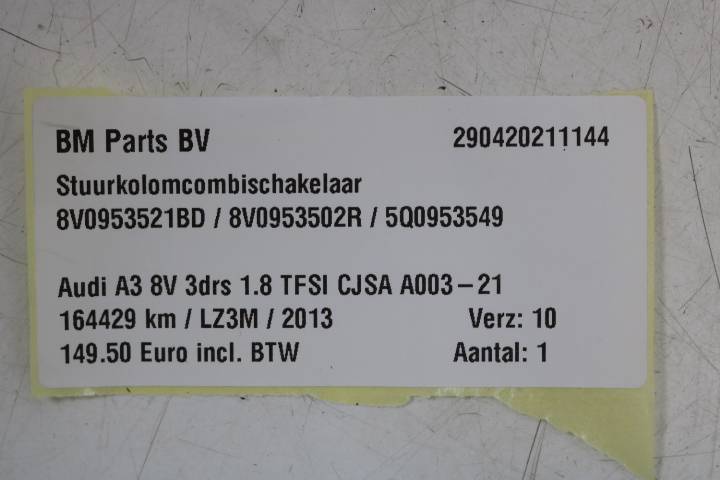 BM Parts BV 290420211144
Stuurkolomcombischakelaar
8V0953521BD / 8V0953502R / 5Q0953549
Audi A3 8V 3drs 1.8 TFSI CJSA A003-21
164429 km / LZ3M / 2013 Verz: 10
149.50 Euro incl. BTW Aantal: 1